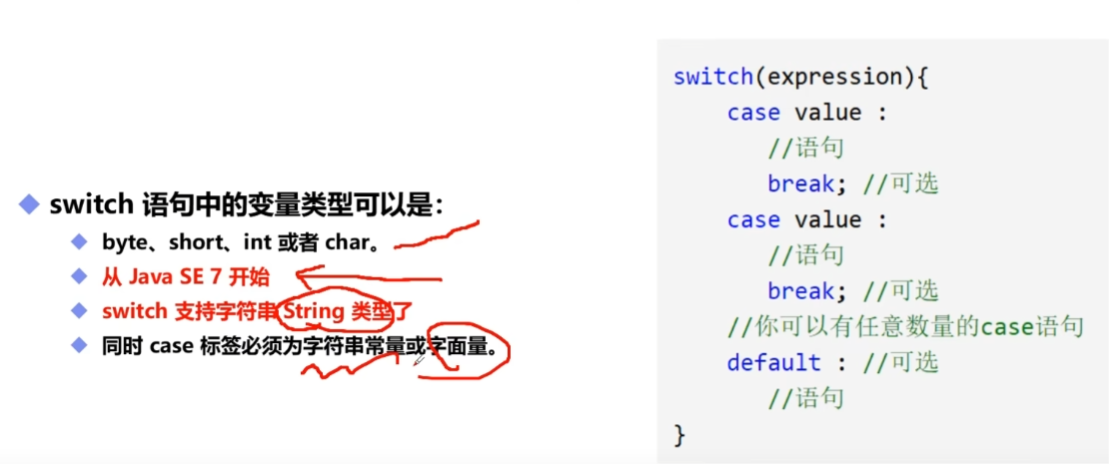 switch 语句中的变量类型可以是：
byte、short、int 或者 char。
从 Java SE 7 开始
switch 支持字符串 String 类型了
同时 case 标签必须为字符串常量或字面量。
switch(expression){
case value :
//语句
break; //可选
case value :
//语句
break; //可选
//你可以有任意数量的case语句
default : //可选
//语句
}